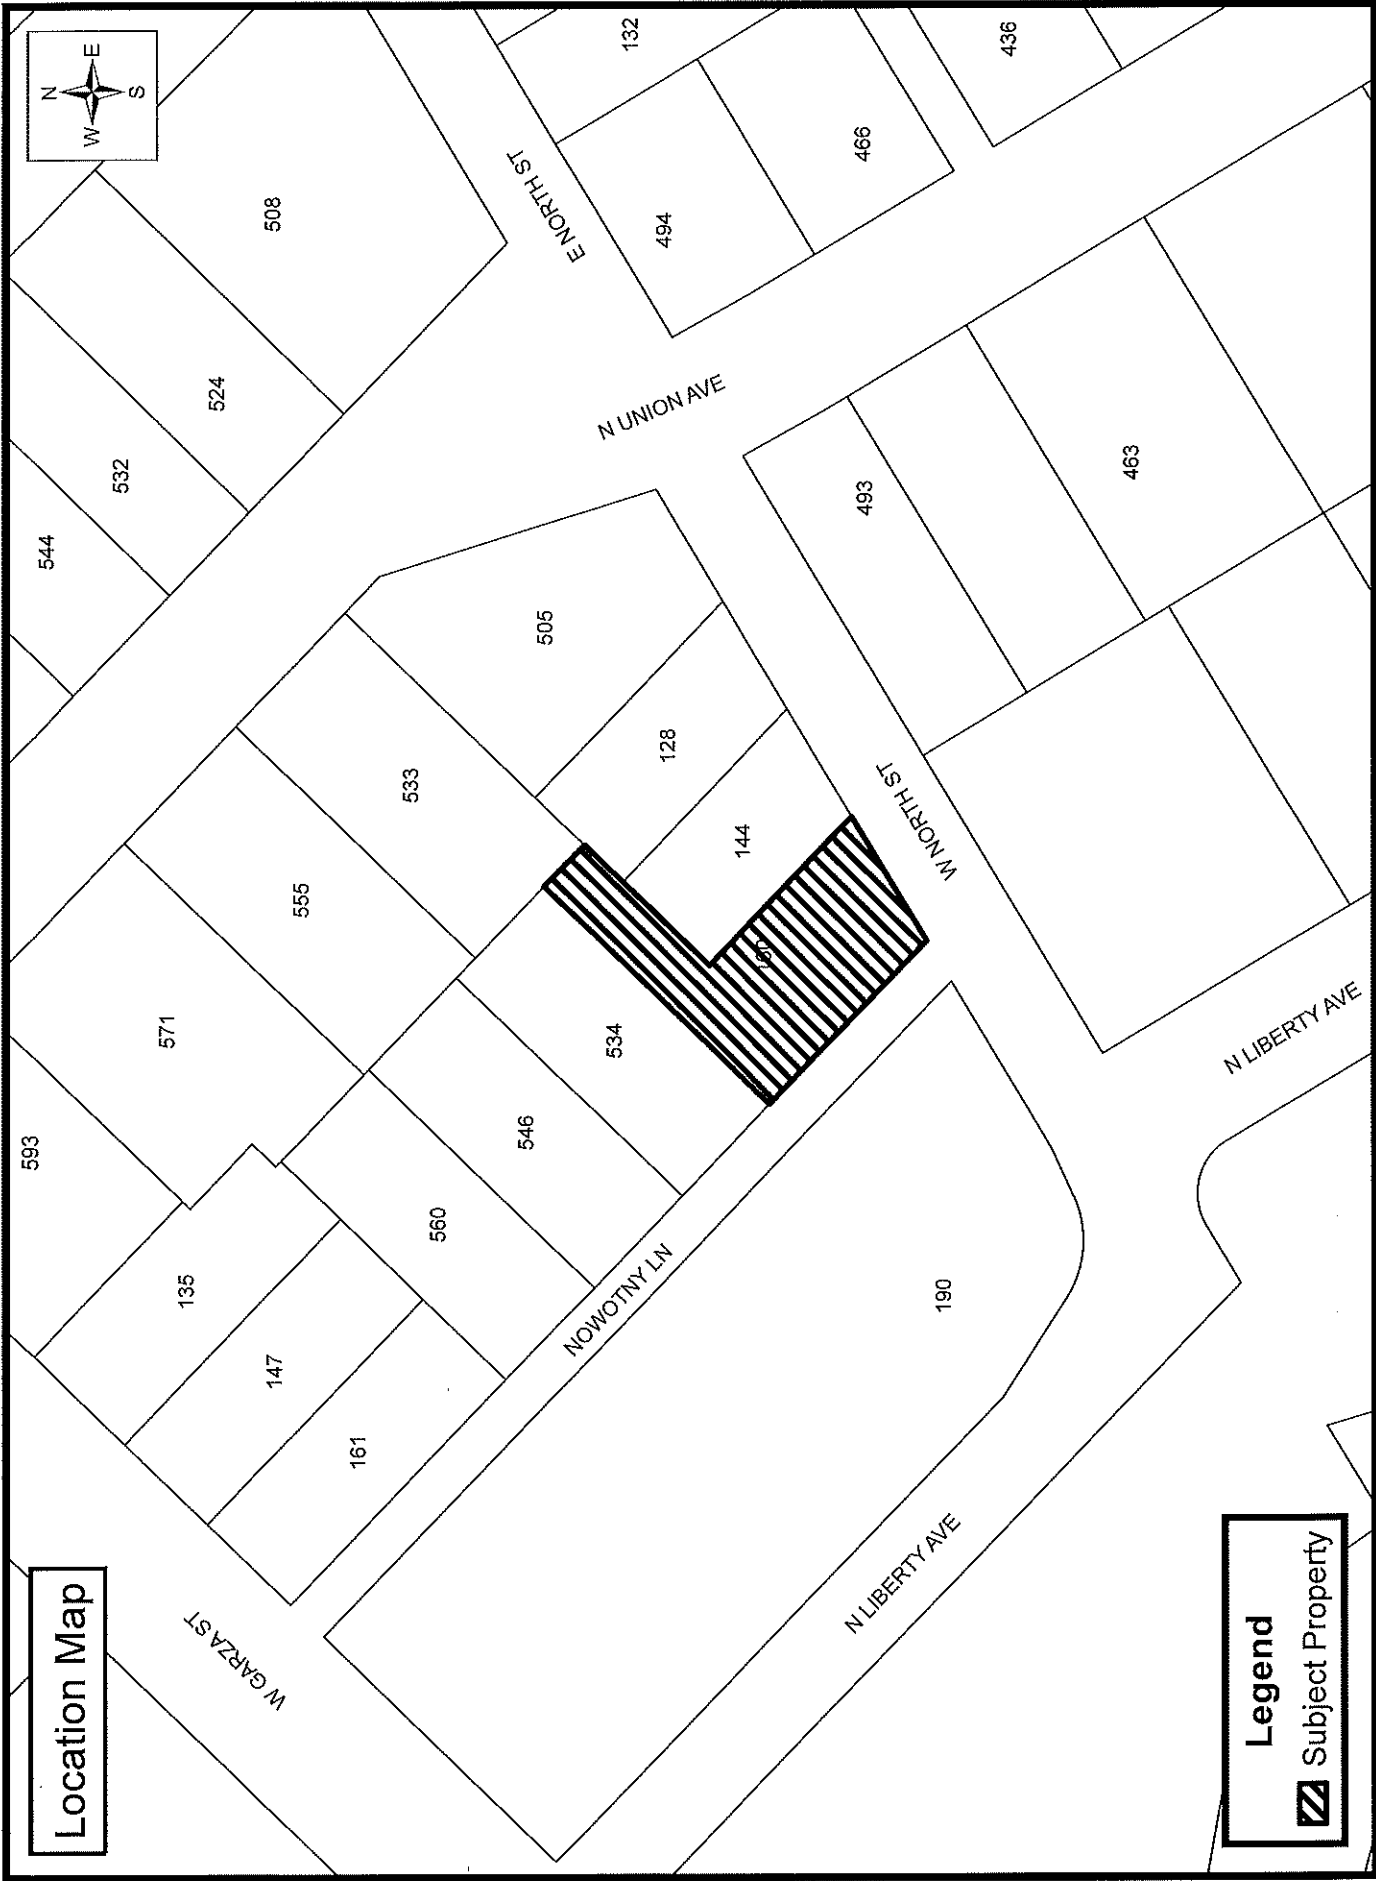 Location Map
N
W E
S
593
544
532
571
135
524
W GARZA ST
508
147
555
161
533
560
546
505
E NORTH ST
534
NOWOTNY LN
132
N UNION AVE
494
128
144
466
493
N LIBERTY AVE
W NORTH ST
190
436
463
N LIBERTY AVE
Legend
Subject Property